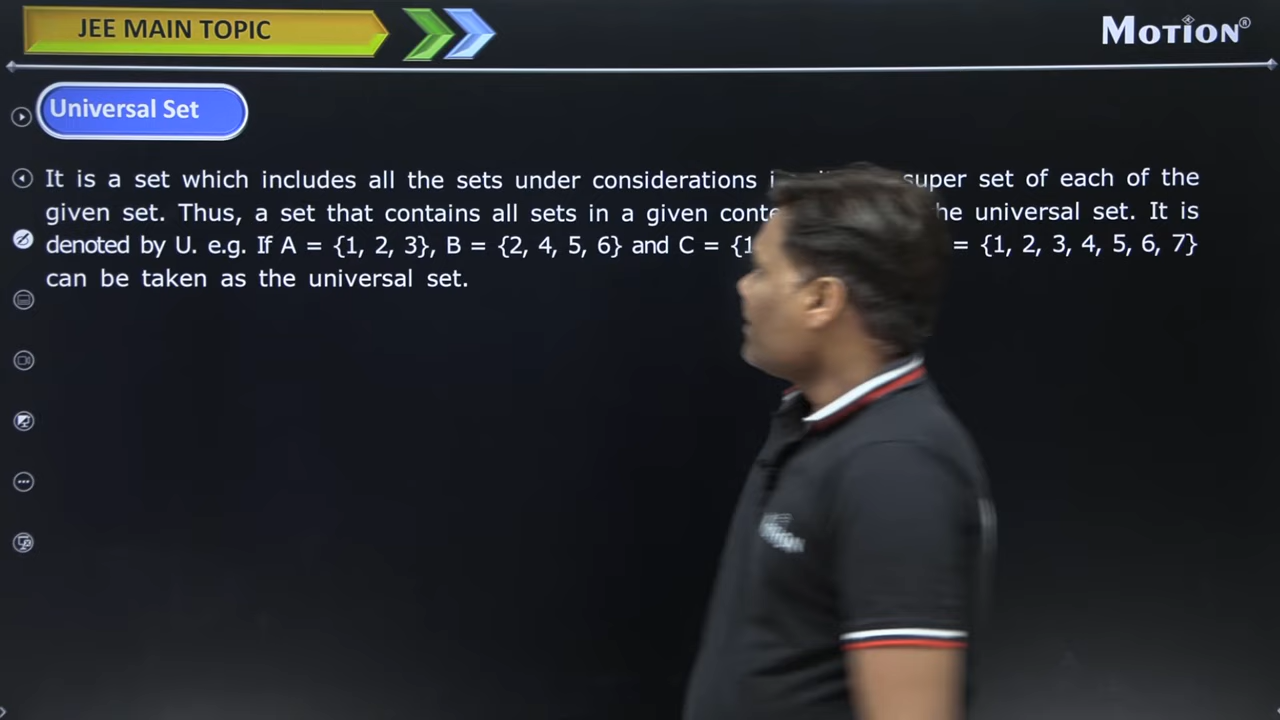 JEE MAIN TOPIC
MOTION®
Universal Set
It is a set which includes all the sets under considerations super set of each of the
given set. Thus, a set that contains all sets in a given the universal set. It is
denoted by U. e.g. If A = {1, 2, 3}, B = {2, 4, 5, 6} and C = {1 = {1, 2, 3, 4, 5, 6, 7}
can be taken as the universal set.